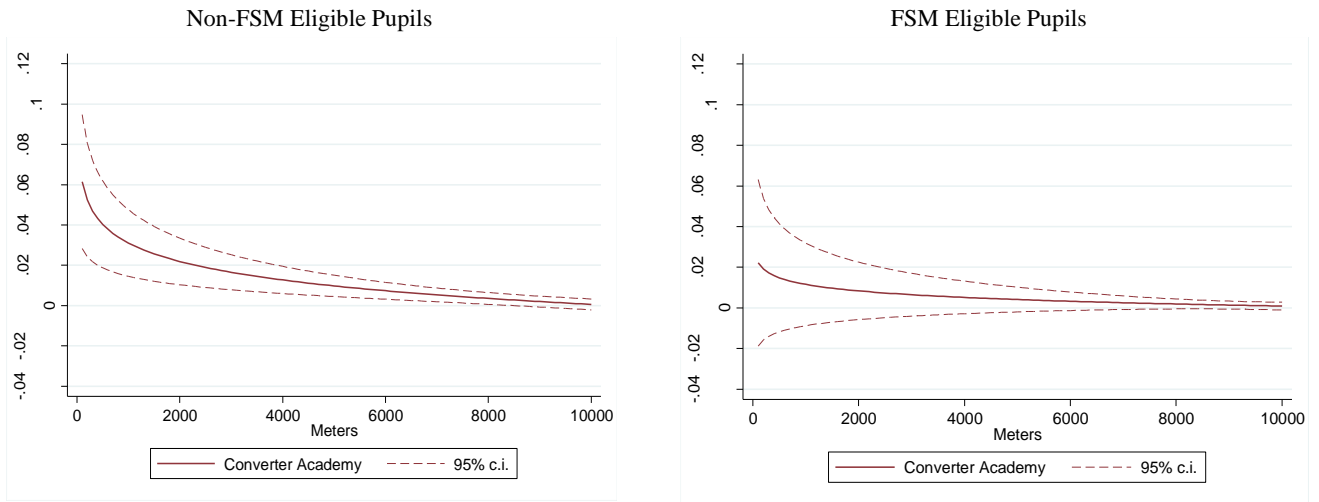 Non-FSM Eligible Pupils
.12
.1
.08
.06
.04
.02
0
-.02
-.04
0 2000 4000 6000 8000 10000
Meters
Converter Academy 95% c.i.
FSM Eligible Pupils
.12
.1
.08
.06
.04
.02
0
-.02
-.04
0 2000 4000 6000 8000 10000
Meters
Converter Academy 95% c.i.